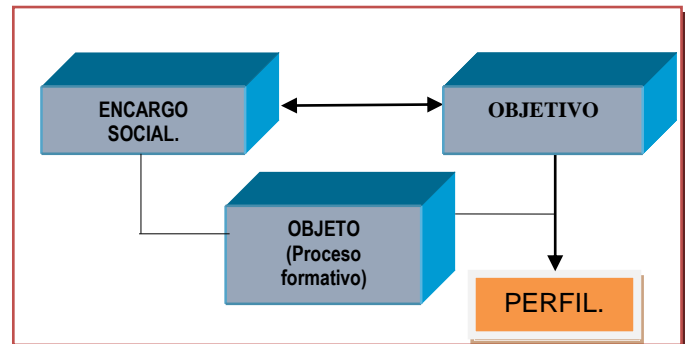 ENCARGO
SOCIAL.
OBJETIVO
OBJETO
(Proceso
formativo)
PERFIL.